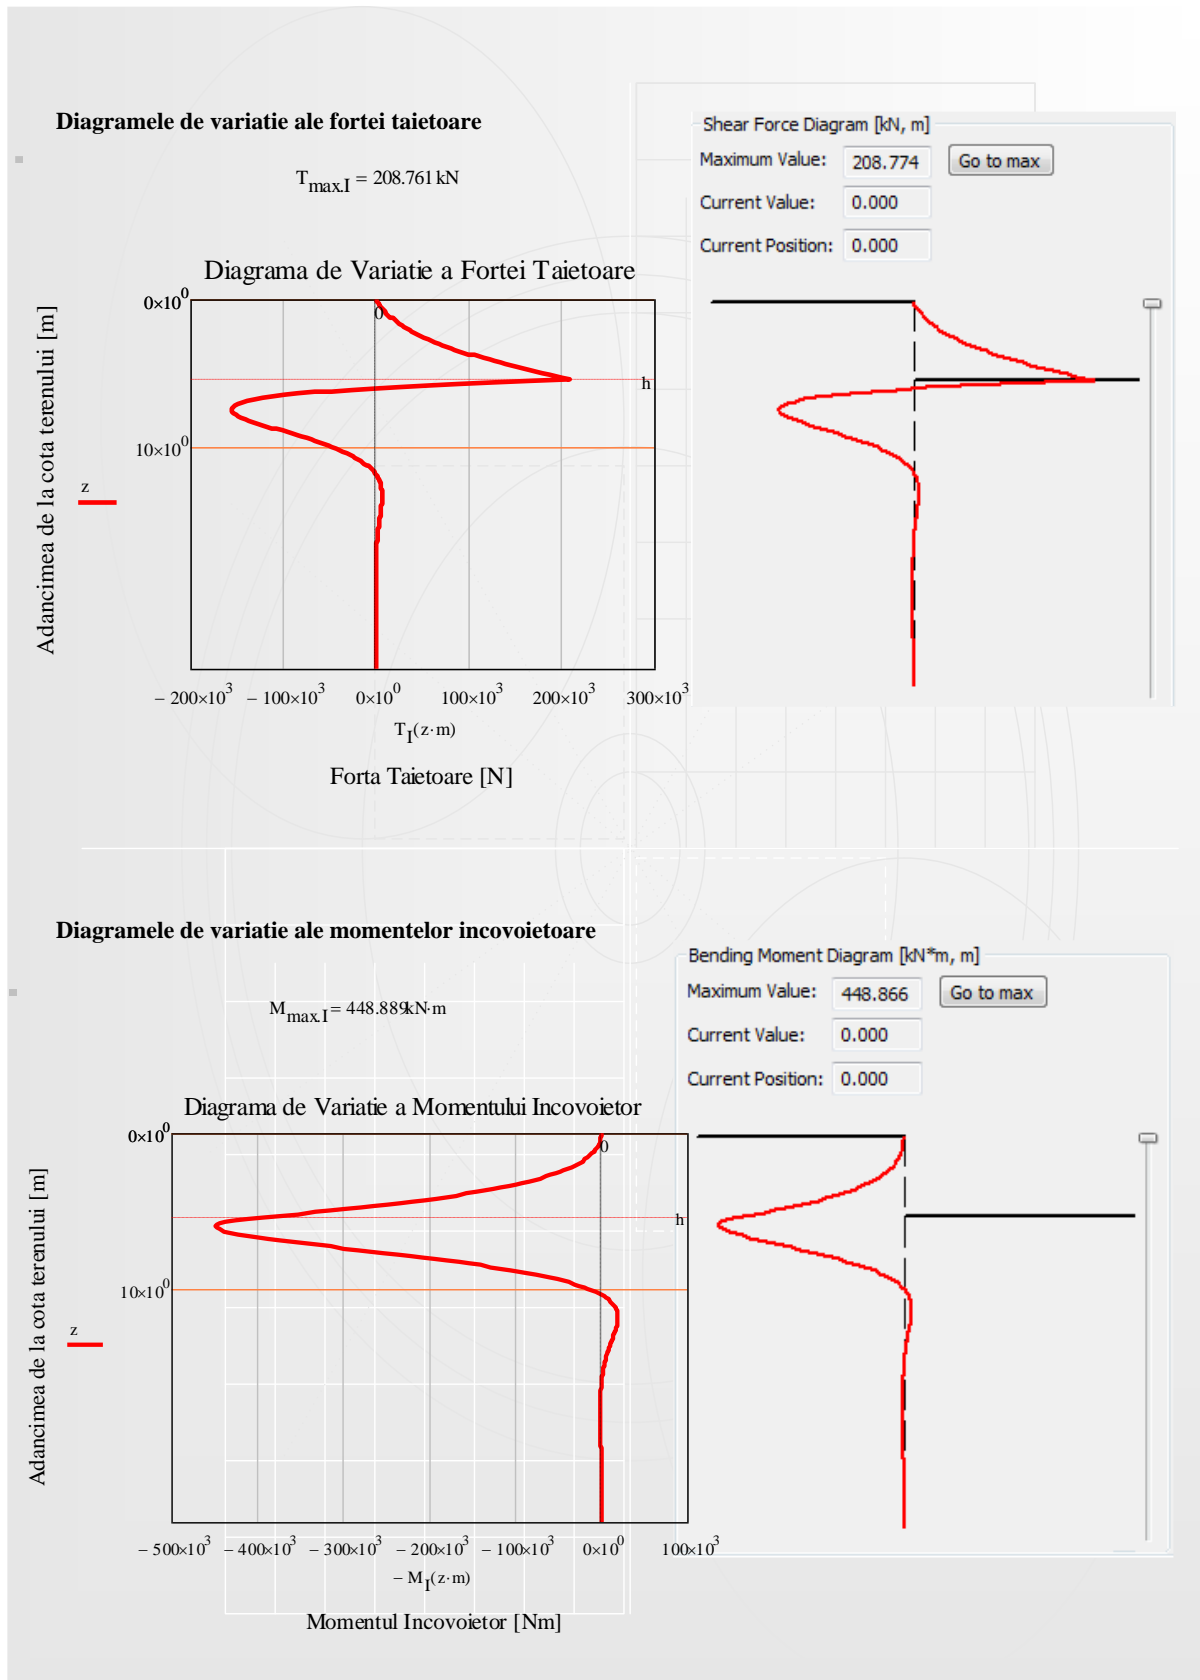 Diagramele de variatie ale fortei taietoare
T max.I = 208.761 kN
Diagrama de Variatie a Fortei Taietoare
0×10^0
0
h
10×10^0
z
Adancimea de la cota terenului [m]
− 200×10^3 − 100×10^3 0×10^0 100×10^3 200×10^3 300×10^3
T_I(z·m)
Forta Taietoare [N]
Shear Force Diagram [kN, m]
Maximum Value: 208.774 Go to max
Current Value: 0.000
Current Position: 0.000
Diagramele de variatie ale momentelor incovoietoare
M max.I = 448.889 kN·m
Diagrama de Variatie a Momentului Incovoietor
0×10^0
0
h
10×10^0
z
Adancimea de la cota terenului [m]
− 500×10^3 − 400×10^3 − 300×10^3 − 200×10^3 − 100×10^3 0×10^0 100×10^3
− M_I(z·m)
Momentul Incovoietor [Nm]
Bending Moment Diagram [kN*m, m]
Maximum Value: 448.866 Go to max
Current Value: 0.000
Current Position: 0.000